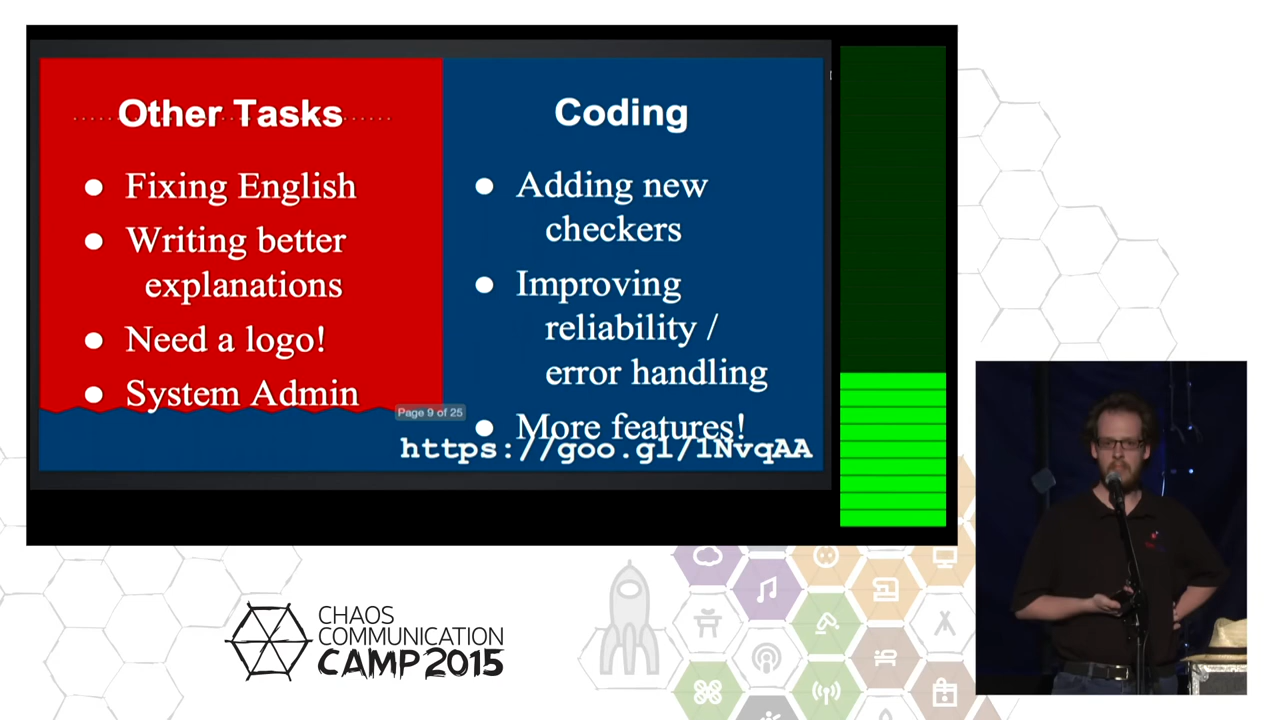 Other Tasks
● Fixing English
● Writing better
explanations
● Need a logo!
● System Admin
Coding
● Adding new
checkers
● Improving
reliability /
error handling
● More features!
Page 9 of 25
https://goo.gl/1NvqAA
CHAOS
COMMUNICATION
CAMP 2015